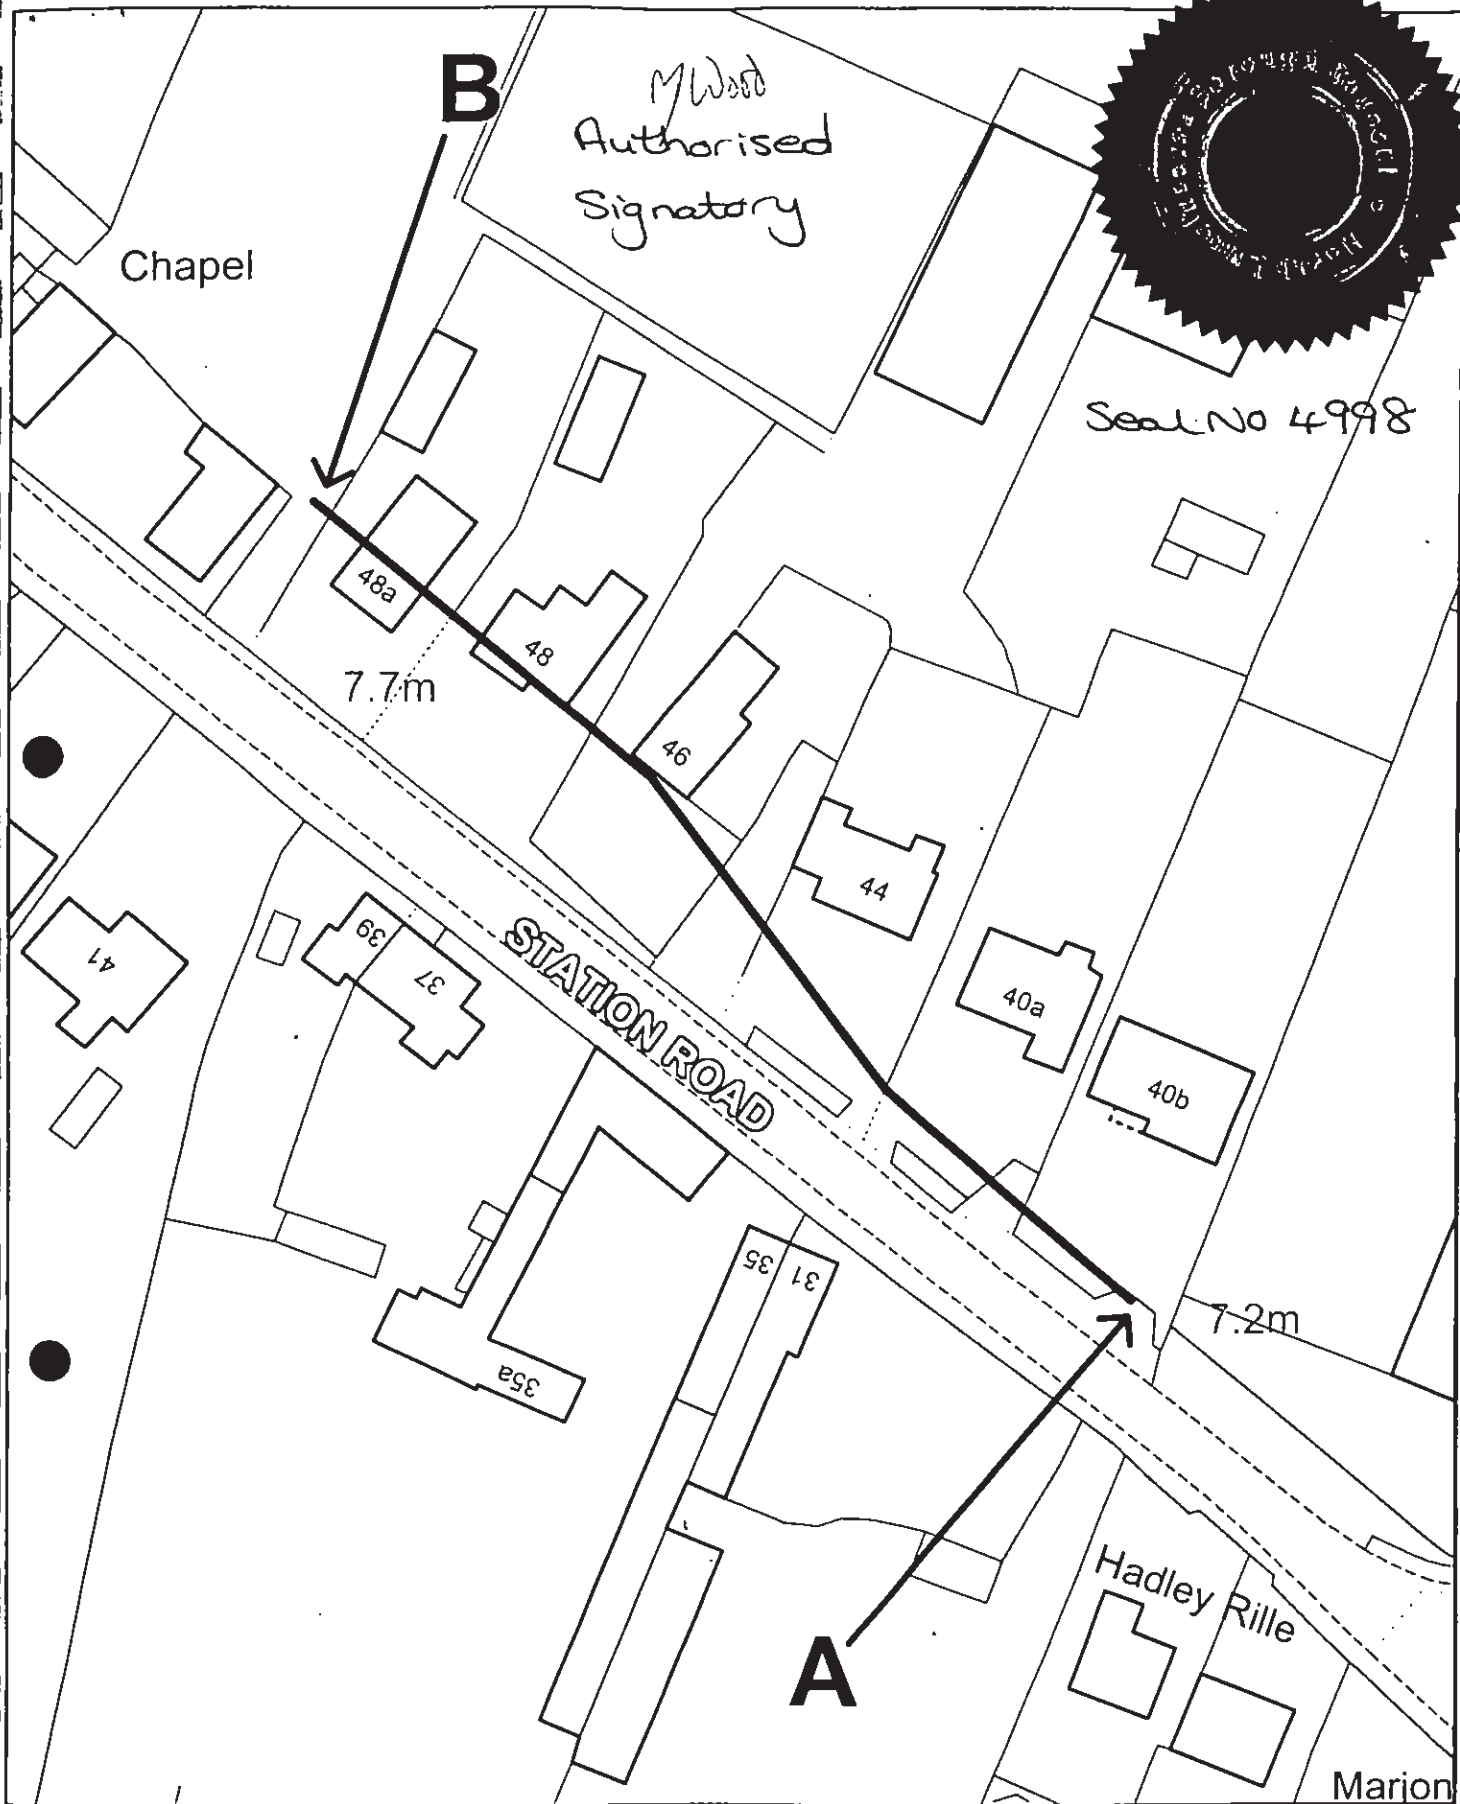 B
M Wood
Authorised
Signatory
Chapel
Seal No 4998
48a
48
7.7m
46
44
41
39
37
STATION ROAD
40a
40b
35
31
7.2m
35a
Hadley Rille
A
Marion